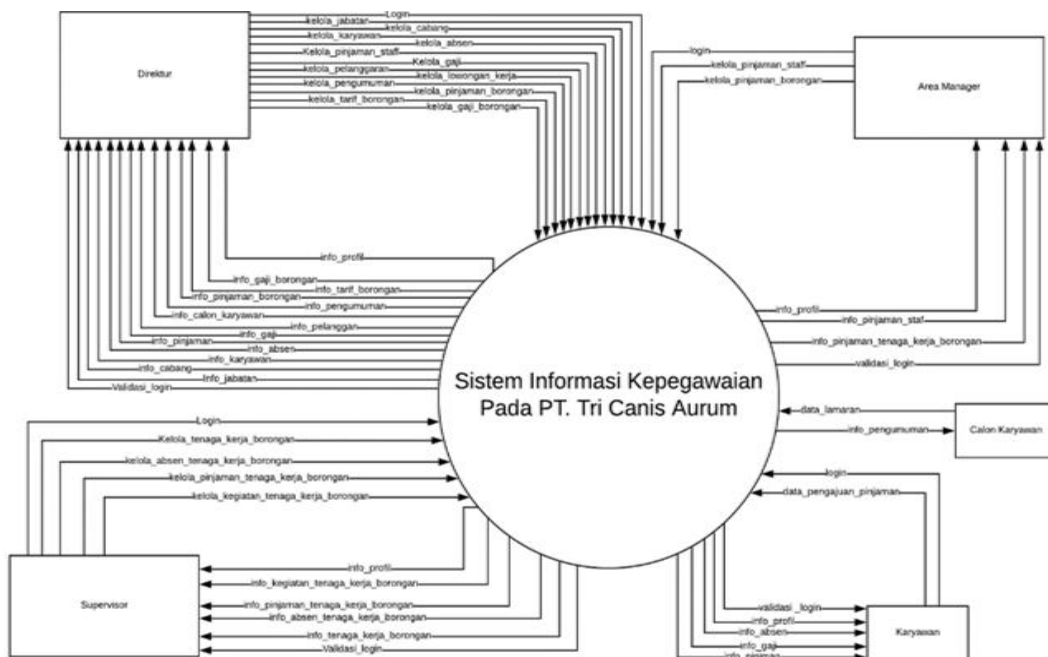 Login
kelola_jabatan
kelola_cabang
kelola_karyawan
kelola_absen
Kelola_pinjaman_staff
Kelola_gaji
kelola_pelanggaran
kelola_lowongan_kerja
kelola_pengumuman
kelola_pinjaman_borongan
kelola_tarif_borongan
kelola_gaji_borongan
Direktur
login
kelola_pinjaman_staff
kelola_pinjaman_borongan
Area Manager
info_profil
info_gaji_borongan
info_tarif_borongan
info_pinjaman_borongan
info_pengumuman
info_calon_karyawan
info_pelanggan
info_gaji
info_pinjaman
info_absen
info_karyawan
info_cabang
Info_jabatan
Validasi_login
info_profil
info_pinjaman_staf
info_pinjaman_tenaga_kerja_borongan
validasi_login
Sistem Informasi Kepegawaian
Pada PT. Tri Canis Aurum
data_lamaran
info_pengumuman
Calon Karyawan
Login
Kelola_tenaga_kerja_borongan
kelola_absen_tenaga_kerja_borongan
kelola_pinjaman_tenaga_kerja_borongan
kelola_kegiatan_tenaga_kerja_borongan
login
data_pengajuan_pinjaman
Supervisor
info_profil
info_kegiatan_tenaga_kerja_borongan
info_pinjaman_tenaga_kerja_borongan
info_absen_tenaga_kerja_borongan
info_tenaga_kerja_borongan
Validasi_login
validasi _login
info_profil
info_absen
info_gaji
info_pinjaman
Karyawan